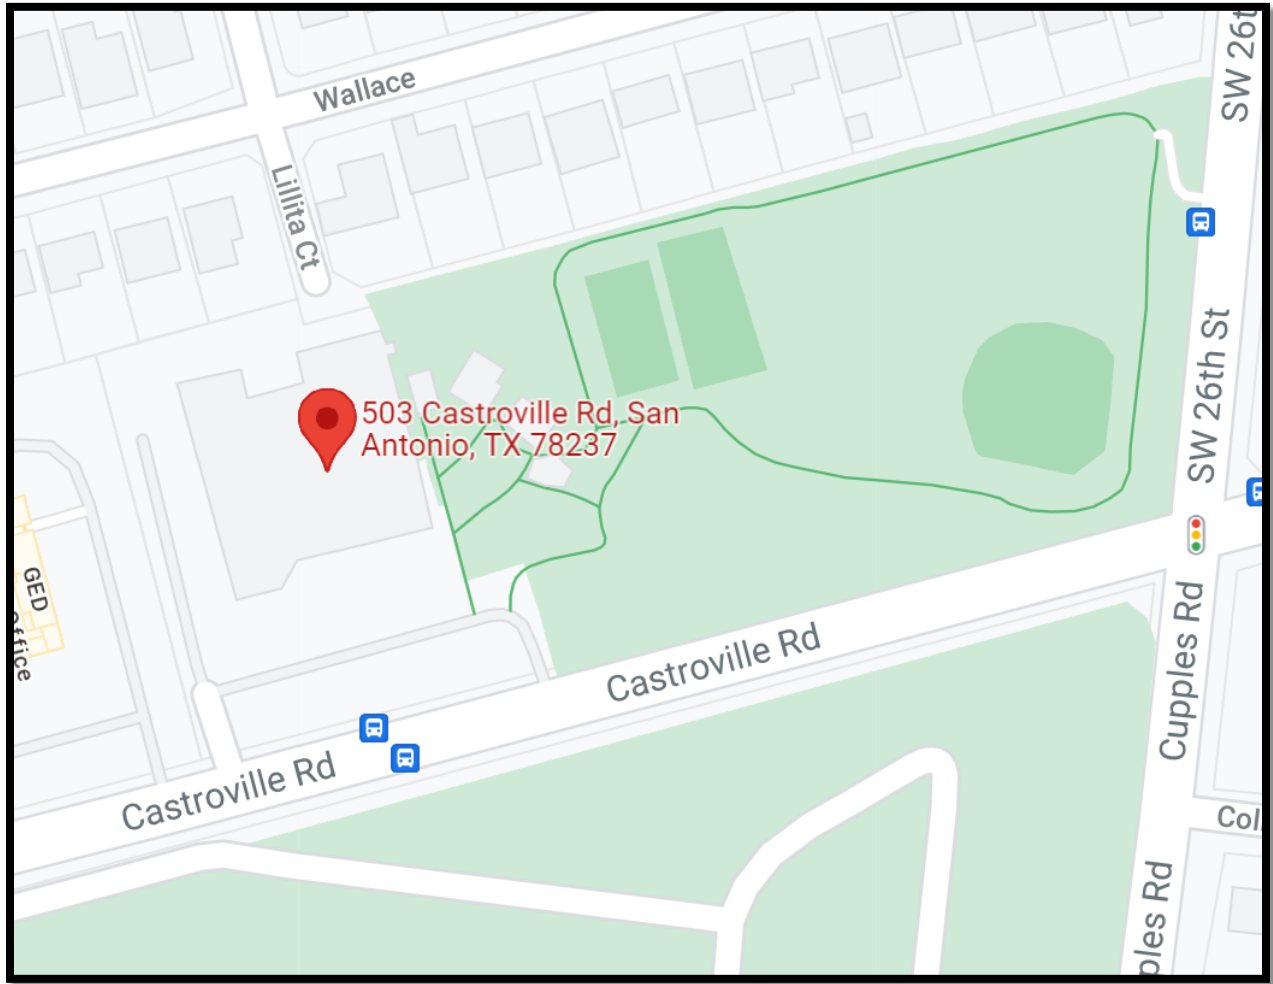 SW 26t
Wallace
Lillita Ct
SW 26th St
503 Castroville Rd, San
Antonio, TX 78237
GED
office
Castroville Rd
Cupples Rd
Castroville Rd
Col
ples Rd